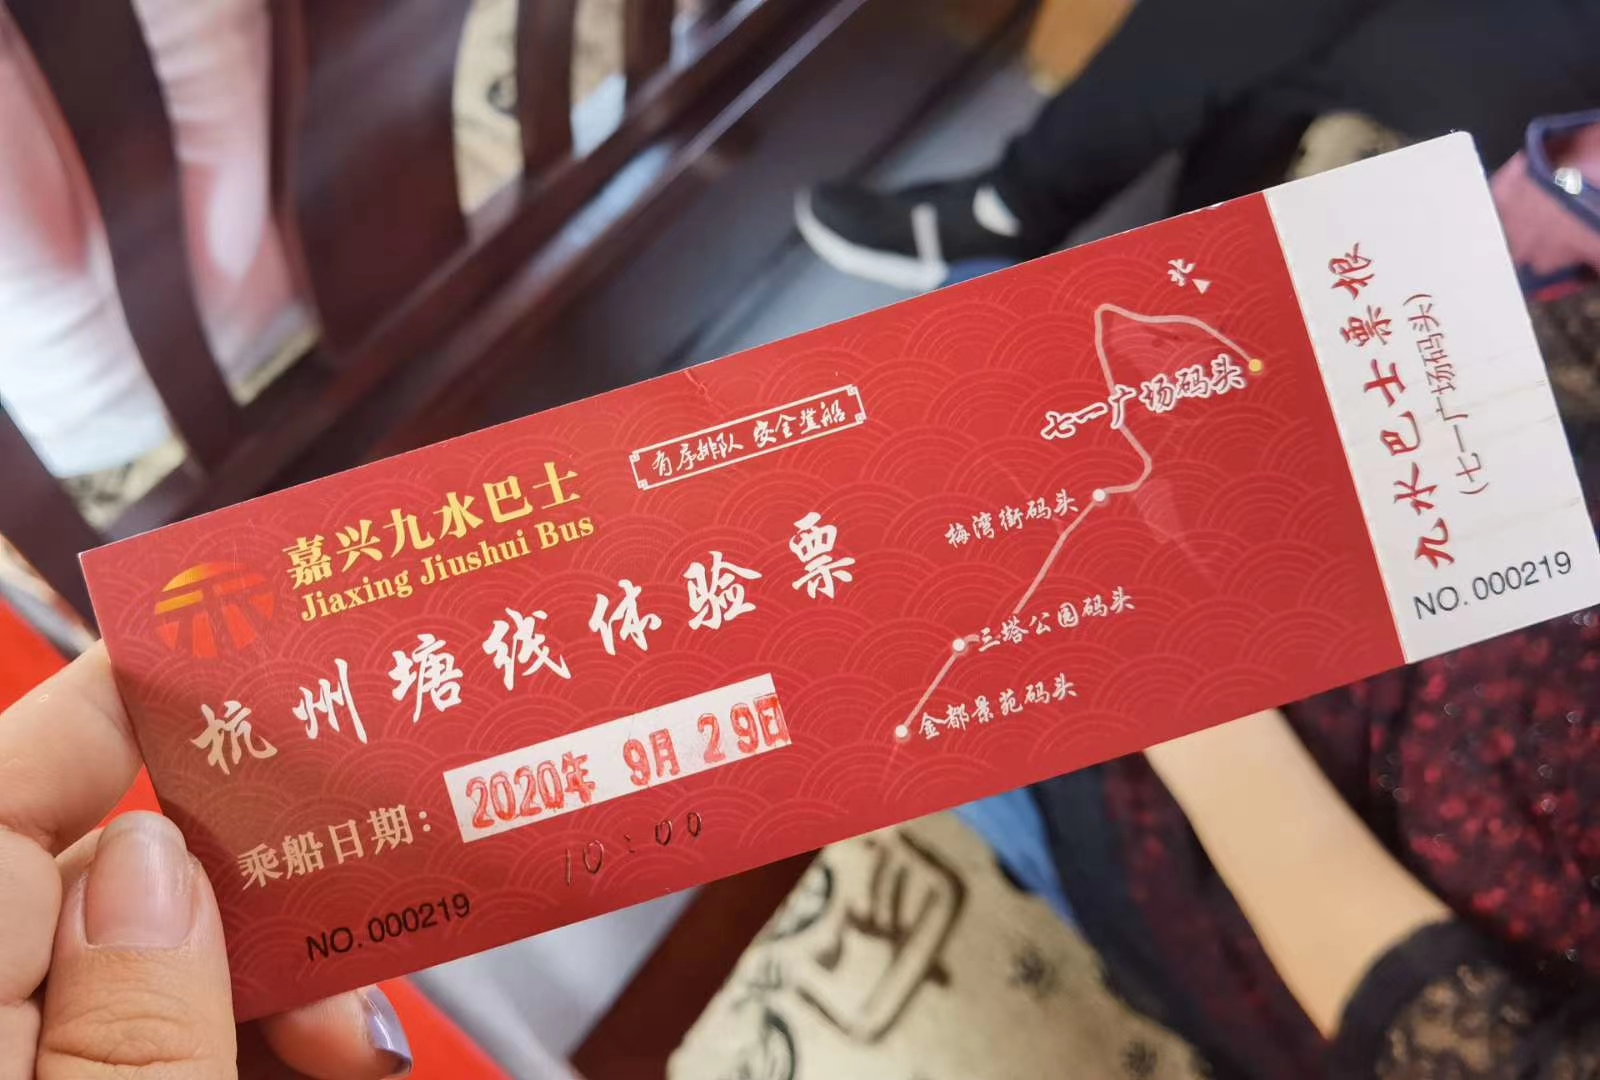 嘉兴九水巴士
Jiaxing Jiushui Bus
有序排队 安全登船
杭州塘线体验票
乘船日期：2020年 9月 29日
10:00
NO.000219
北
七一广场码头
梅湾街码头
三塔公园码头
金都景苑码头
九水巴士票根
(七一广场码头)
NO.000219